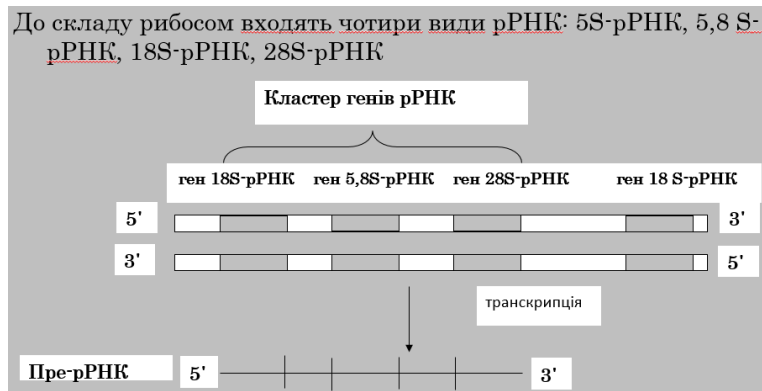 До складу рибосом входять чотири види рРНК: 5S-рРНК, 5,8 S-
рРНК, 18S-рРНК, 28S-рРНК
Кластер генів рРНК
ген 18S-рРНК ген 5,8S-рРНК ген 28S-рРНК ген 18 S-рРНК
5' 3'
3' 5'
транскрипція
Пре-рРНК 5' 3'